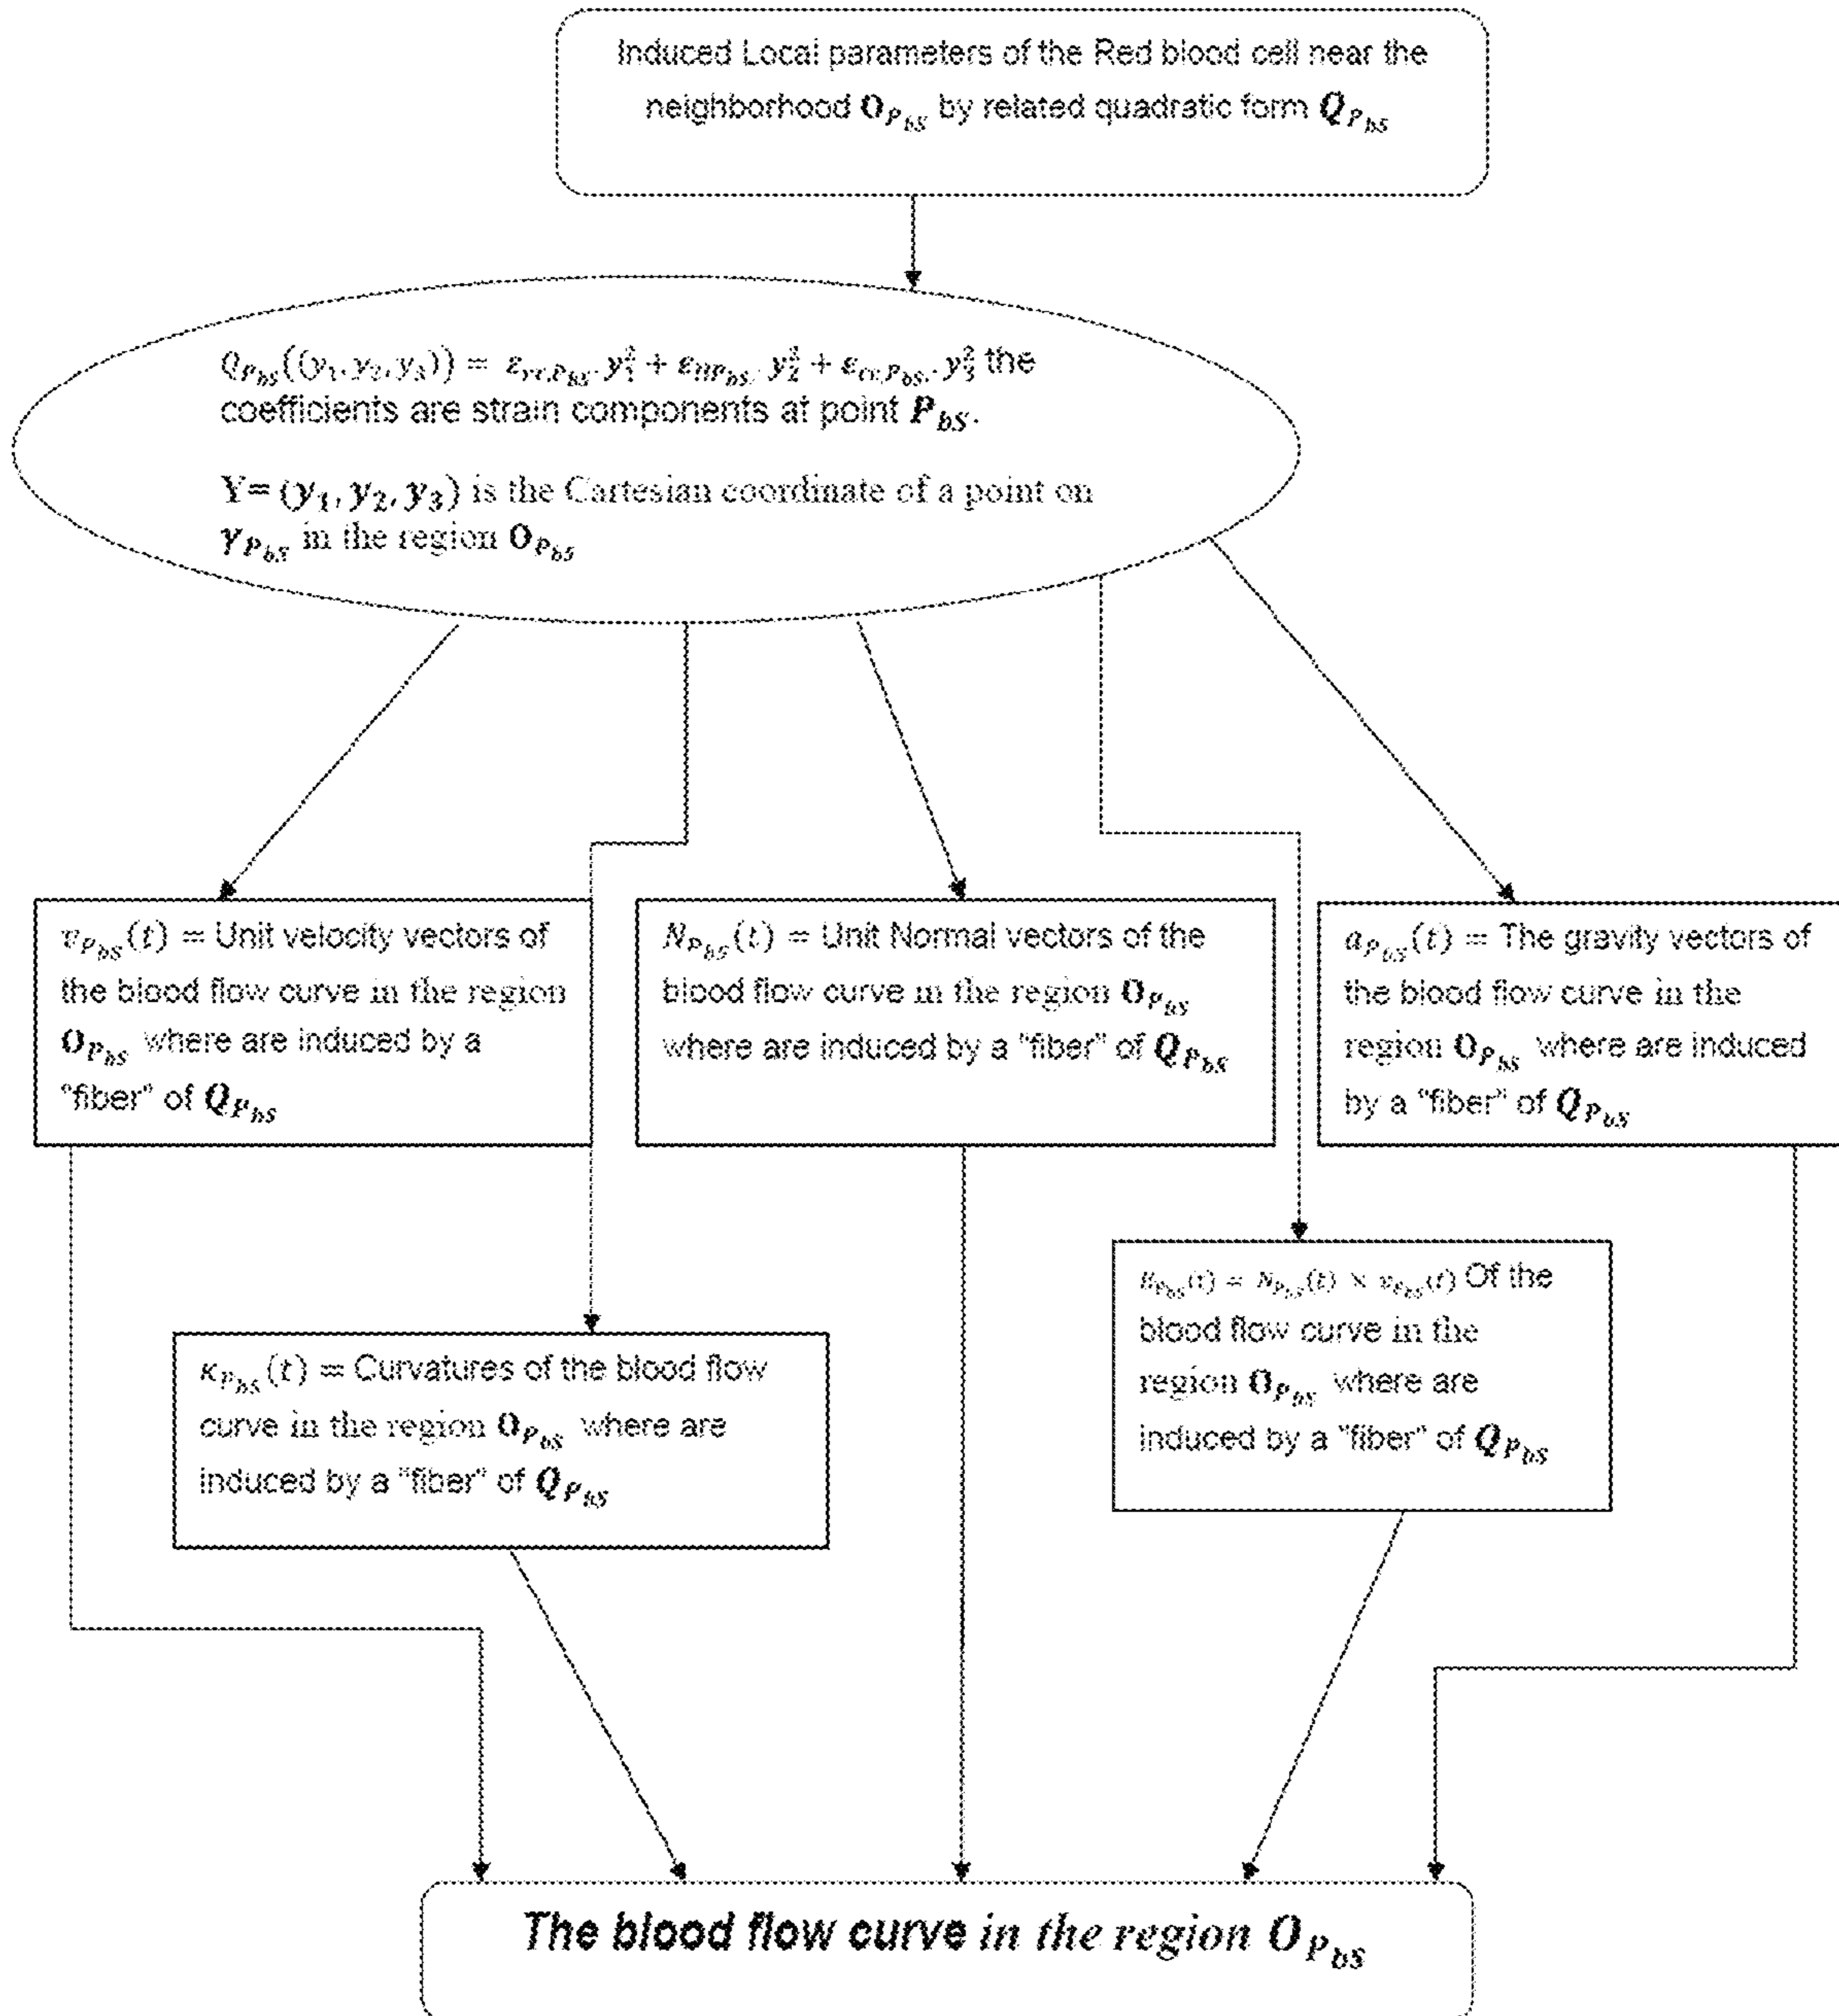 Induced Local parameters of the Red blood cell near the
neighborhood O_{P_{bS}} by related quadratic form Q_{P_{bS}}
Q_{P_{bS}}((y_1, y_2, y_3)) = ε_{rr,P_{bS}}. y_1^2 + ε_{ll,P_{bS}}. y_2^2 + ε_{cc,P_{bS}}. y_3^2 the
coefficients are strain components at point P_{bS}.
Y= (y_1, y_2, y_3) is the Cartesian coordinate of a point on
γ_{P_{bS}} in the region O_{P_{bS}}
v_{P_{bS}}(t) = Unit velocity vectors of
the blood flow curve in the region
O_{P_{bS}} where are induced by a
"fiber" of Q_{P_{bS}}
N_{P_{bS}}(t) = Unit Normal vectors of the
blood flow curve in the region O_{P_{bS}}
where are induced by a "fiber" of Q_{P_{bS}}
a_{P_{bS}}(t) = The gravity vectors of
the blood flow curve in the
region O_{P_{bS}} where are induced
by a "fiber" of Q_{P_{bS}}
κ_{P_{bS}}(t) = Curvatures of the blood flow
curve in the region O_{P_{bS}} where are
induced by a "fiber" of Q_{P_{bS}}
B_{P_{bS}}(t) = N_{P_{bS}}(t) × v_{P_{bS}}(t) Of the
blood flow curve in the
region O_{P_{bS}} where are
induced by a "fiber" of Q_{P_{bS}}
The blood flow curve in the region O_{P_{bS}}